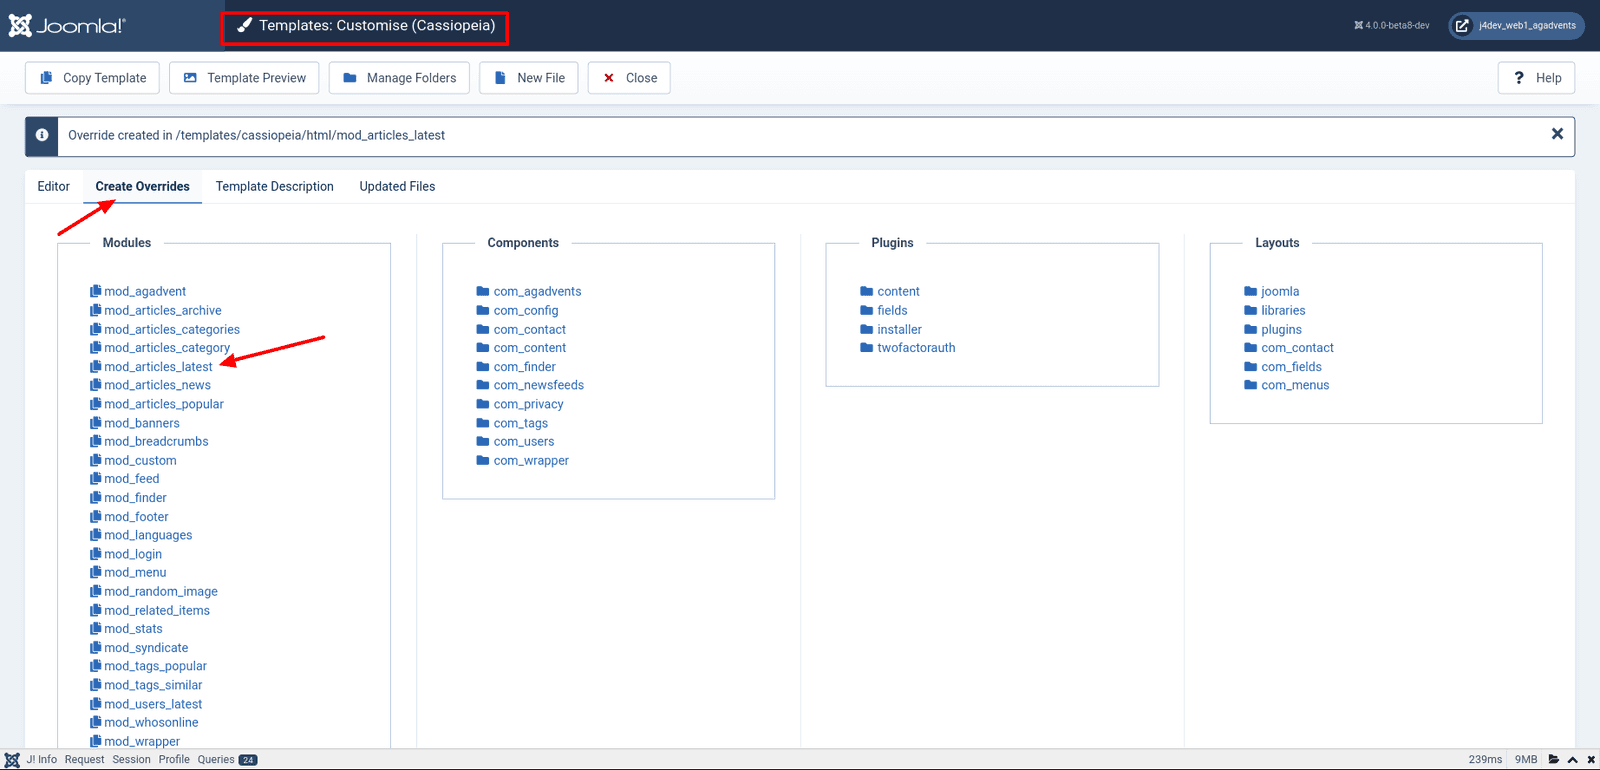 Joomla!
Templates: Customise (Cassiopeia)
4.0.0-beta8-dev
j4dev_web1_agadvents
Copy Template
Template Preview
Manage Folders
New File
Close
Help
Override created in /templates/cassiopeia/html/mod_articles_latest
Editor
Create Overrides
Template Description
Updated Files
Modules
mod_agadvent
mod_articles_archive
mod_articles_categories
mod_articles_category
mod_articles_latest
mod_articles_news
mod_articles_popular
mod_banners
mod_breadcrumbs
mod_custom
mod_feed
mod_finder
mod_footer
mod_languages
mod_login
mod_menu
mod_random_image
mod_related_items
mod_stats
mod_syndicate
mod_tags_popular
mod_tags_similar
mod_users_latest
mod_whosonline
mod_wrapper
Components
com_agadvents
com_config
com_contact
com_content
com_finder
com_newsfeeds
com_privacy
com_tags
com_users
com_wrapper
Plugins
content
fields
installer
twofactorauth
Layouts
joomla
libraries
plugins
com_contact
com_fields
com_menus
J! Info
Request
Session
Profile
Queries 24
239ms
9MB